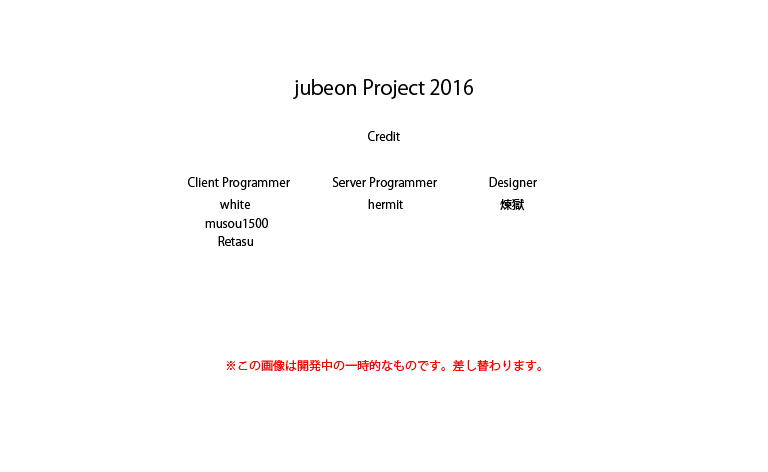 jubeon Project 2016
Credit
Client Programmer Server Programmer Designer
white hermit 煉獄
musou1500
Retasu
※この画像は開発中の一時的なものです。差し替わります。